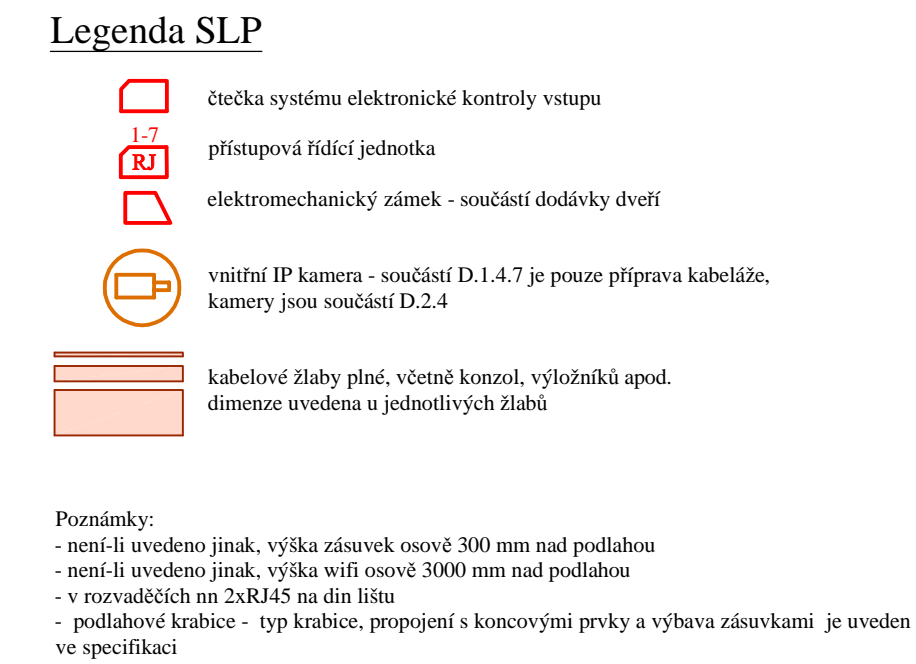 Legenda SLP
čtečka systému elektronické kontroly vstupu
1-7
RJ
přístupová řídící jednotka
elektromechanický zámek - součástí dodávky dveří
vnitřní IP kamera - součástí D.1.4.7 je pouze příprava kabeláže,
kamery jsou součástí D.2.4
kabelové žlaby plné, včetně konzol, výložníků apod.
dimenze uvedena u jednotlivých žlabů
Poznámky:
- není-li uvedeno jinak, výška zásuvek osově 300 mm nad podlahou
- není-li uvedeno jinak, výška wifi osově 3000 mm nad podlahou
- v rozvaděčích nn 2xRJ45 na din lištu
- podlahové krabice - typ krabice, propojení s koncovými prvky a výbava zásuvkami je uveden
ve specifikaci